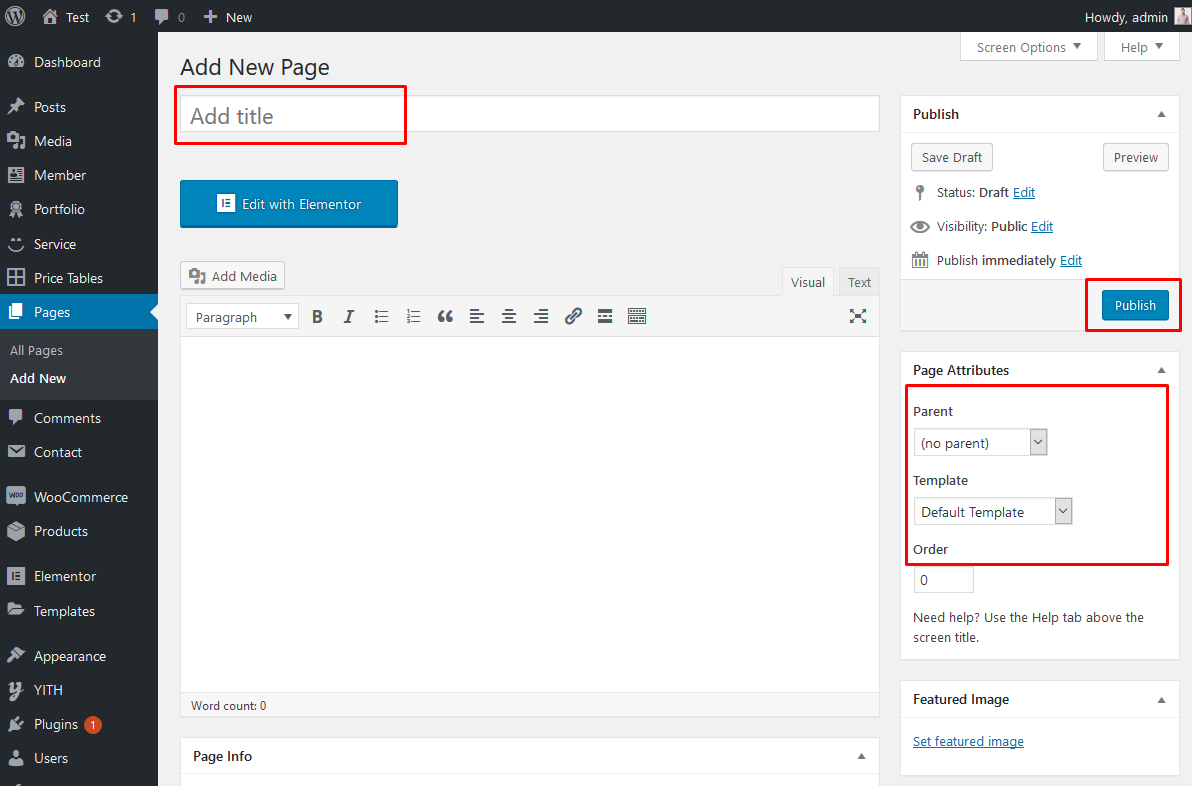 Test 1 0 New Howdy, admin
Screen Options Help
Dashboard
Posts
Media
Member
Portfolio
Service
Price Tables
Pages
All Pages
Add New
Comments
Contact
WooCommerce
Products
Elementor
Templates
Appearance
YITH
Plugins 1
Users
Add New Page
Add title
Edit with Elementor
Add Media
Visual Text
Paragraph
Word count: 0
Page Info
Publish
Save Draft Preview
Status: Draft Edit
Visibility: Public Edit
Publish immediately Edit
Publish
Page Attributes
Parent
(no parent)
Template
Default Template
Order
0
Need help? Use the Help tab above the
screen title.
Featured Image
Set featured image